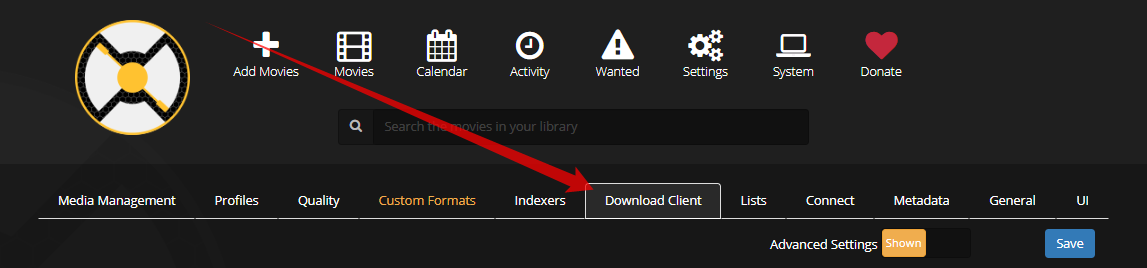 Add Movies Movies Calendar Activity Wanted Settings System Donate
Search the movies in your library
Media Management Profiles Quality Custom Formats Indexers Download Client Lists Connect Metadata General UI
Advanced Settings Shown Save